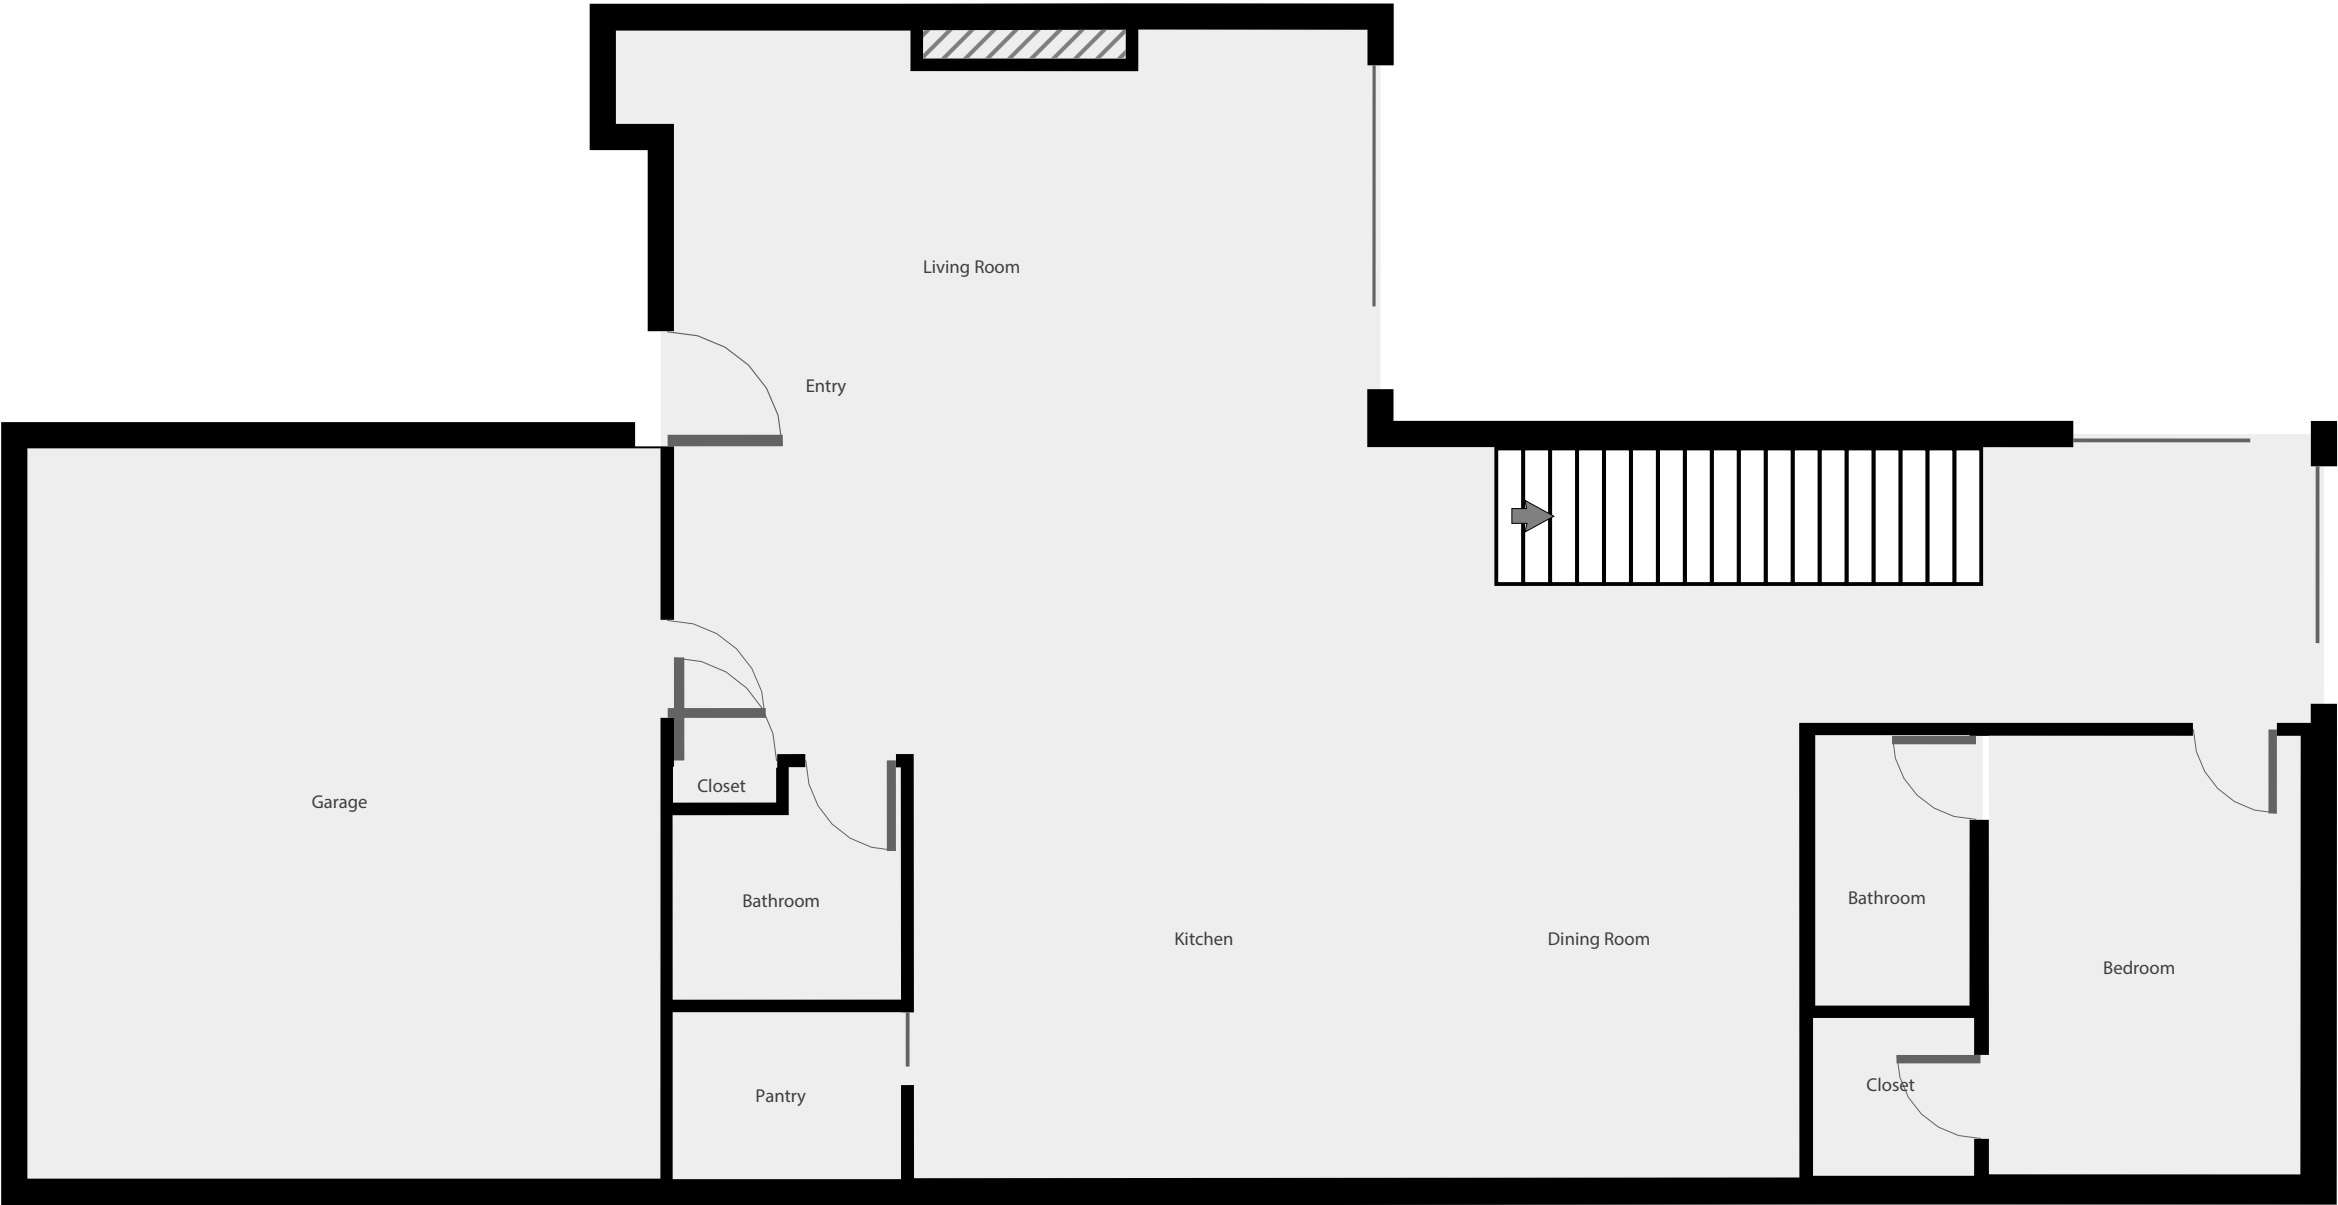 Living Room
Entry
Closet
Garage
Bathroom
Bathroom
Kitchen
Dining Room
Bedroom
Closet
Pantry